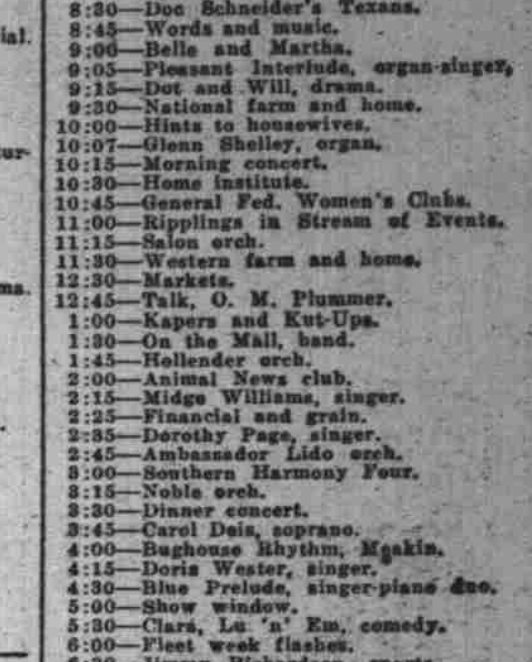 ial.
8:30—Doc Schneider's Texans.
8:45—Words and music.
9:00—Belle and Martha.
9:05—Pleasant Interlude, organ-singer,
9:15—Dot and Will, drama.
9:30—National farm and home.
10:00—Hints to housewives.
10:07—Glenn Shelley, organ.
ur-
10:15—Morning concert.
10:30—Home institute.
10:45—General Fed. Women's Clubs.
11:00—Ripplings in Stream of Events.
11:15—Salon orch.
11:30—Western farm and home.
ms.
12:30—Markets.
12:45—Talk, O. M. Plummer.
1:00—Kapers and Kut-Ups.
1:30—On the Mall, band.
1:45—Hollender orch.
2:00—Animal News club.
2:15—Midge Williams, singer.
2:25—Financial and grain.
2:35—Dorothy Page, singer.
2:45—Ambassador Lido orch.
3:00—Southern Harmony Four.
3:15—Noble orch.
3:30—Dinner concert.
3:45—Carol Deis, soprano.
4:00—Bughouse Rhythm, Meakin.
4:15—Doris Wester, singer.
4:30—Blue Prelude, singer-piano duo.
5:00—Show window.
5:30—Clara, Lu 'n' Em, comedy.
6:00—Fleet week flashes.